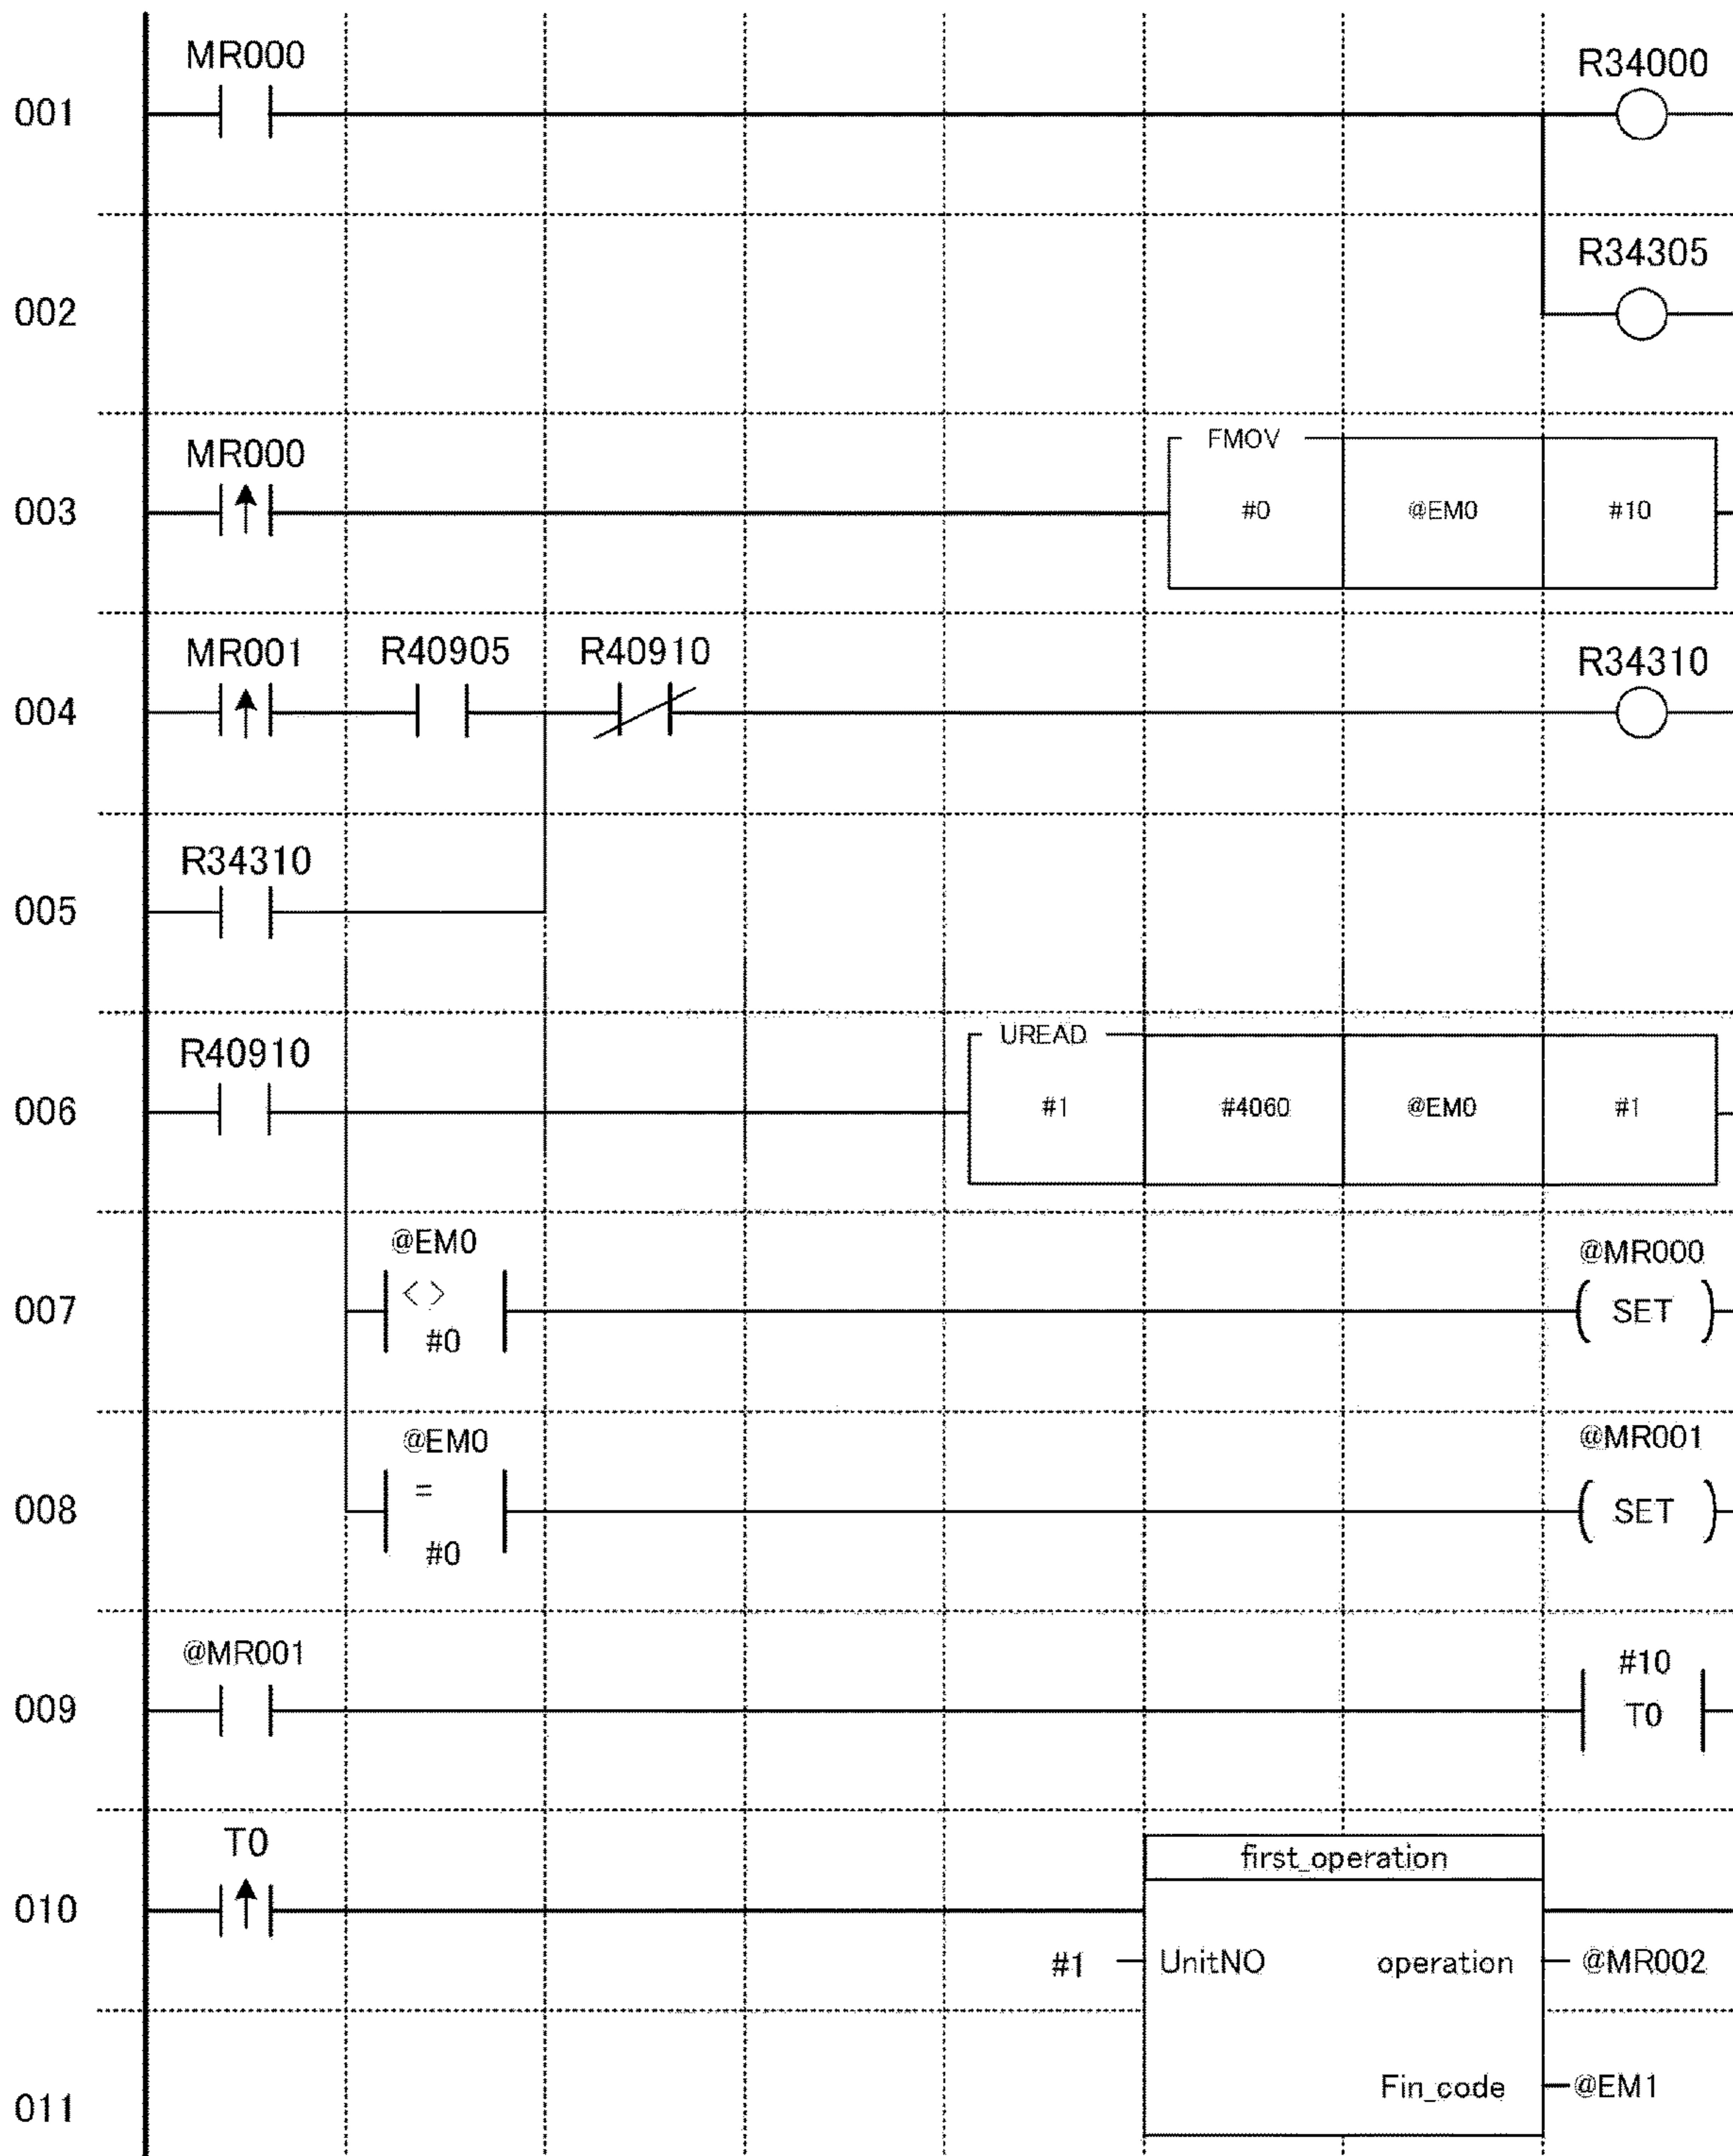 MR000 R34000
001
R34305
002
FMOV
MR000
003 #0 @EM0 #10
MR001 R40905 R40910 R34310
004
R34310
005
UREAD
R40910
006 #1 #4060 @EM0 #1
@EM0 @MR000
<>
007 SET
#0
@EM0 @MR001
=
008 SET
#0
@MR001 #10
009 T0
T0 first_operation
010
#1 UnitNO operation @MR002
011 Fin_code @EM1